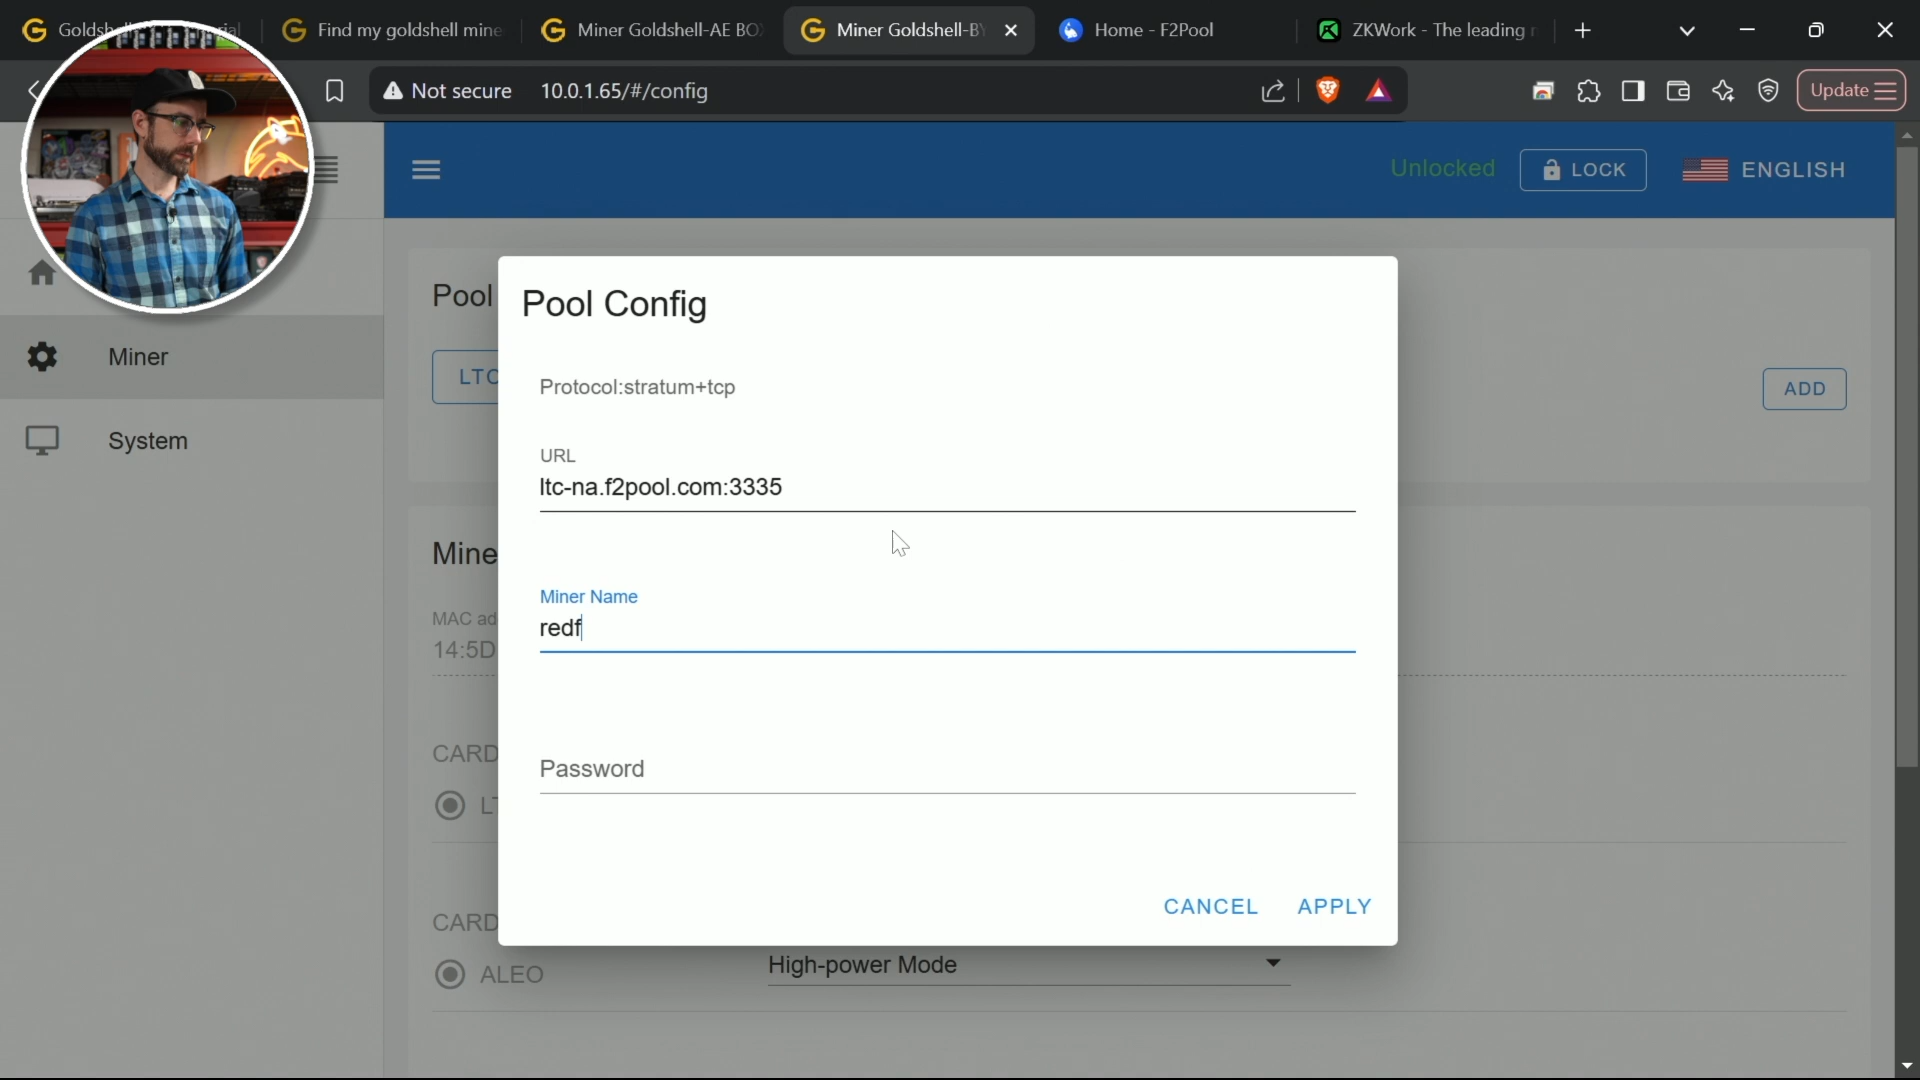 Find my goldshell mine
Miner Goldshell-AE BO
Miner Goldshell-BY
Home - F2Pool
ZKWork - The leading
Not secure
10.0.1.65/#/config
Update
Unlocked
LOCK
ENGLISH
Miner
System
Pool
LTC
ADD
Pool Config
Protocol:stratum+tcp
URL
ltc-na.f2pool.com:3335
Miner Name
redf
Password
CANCEL
APPLY
Mine
MAC ad
14:5D
CARD
LT
CARD
ALEO
High-power Mode